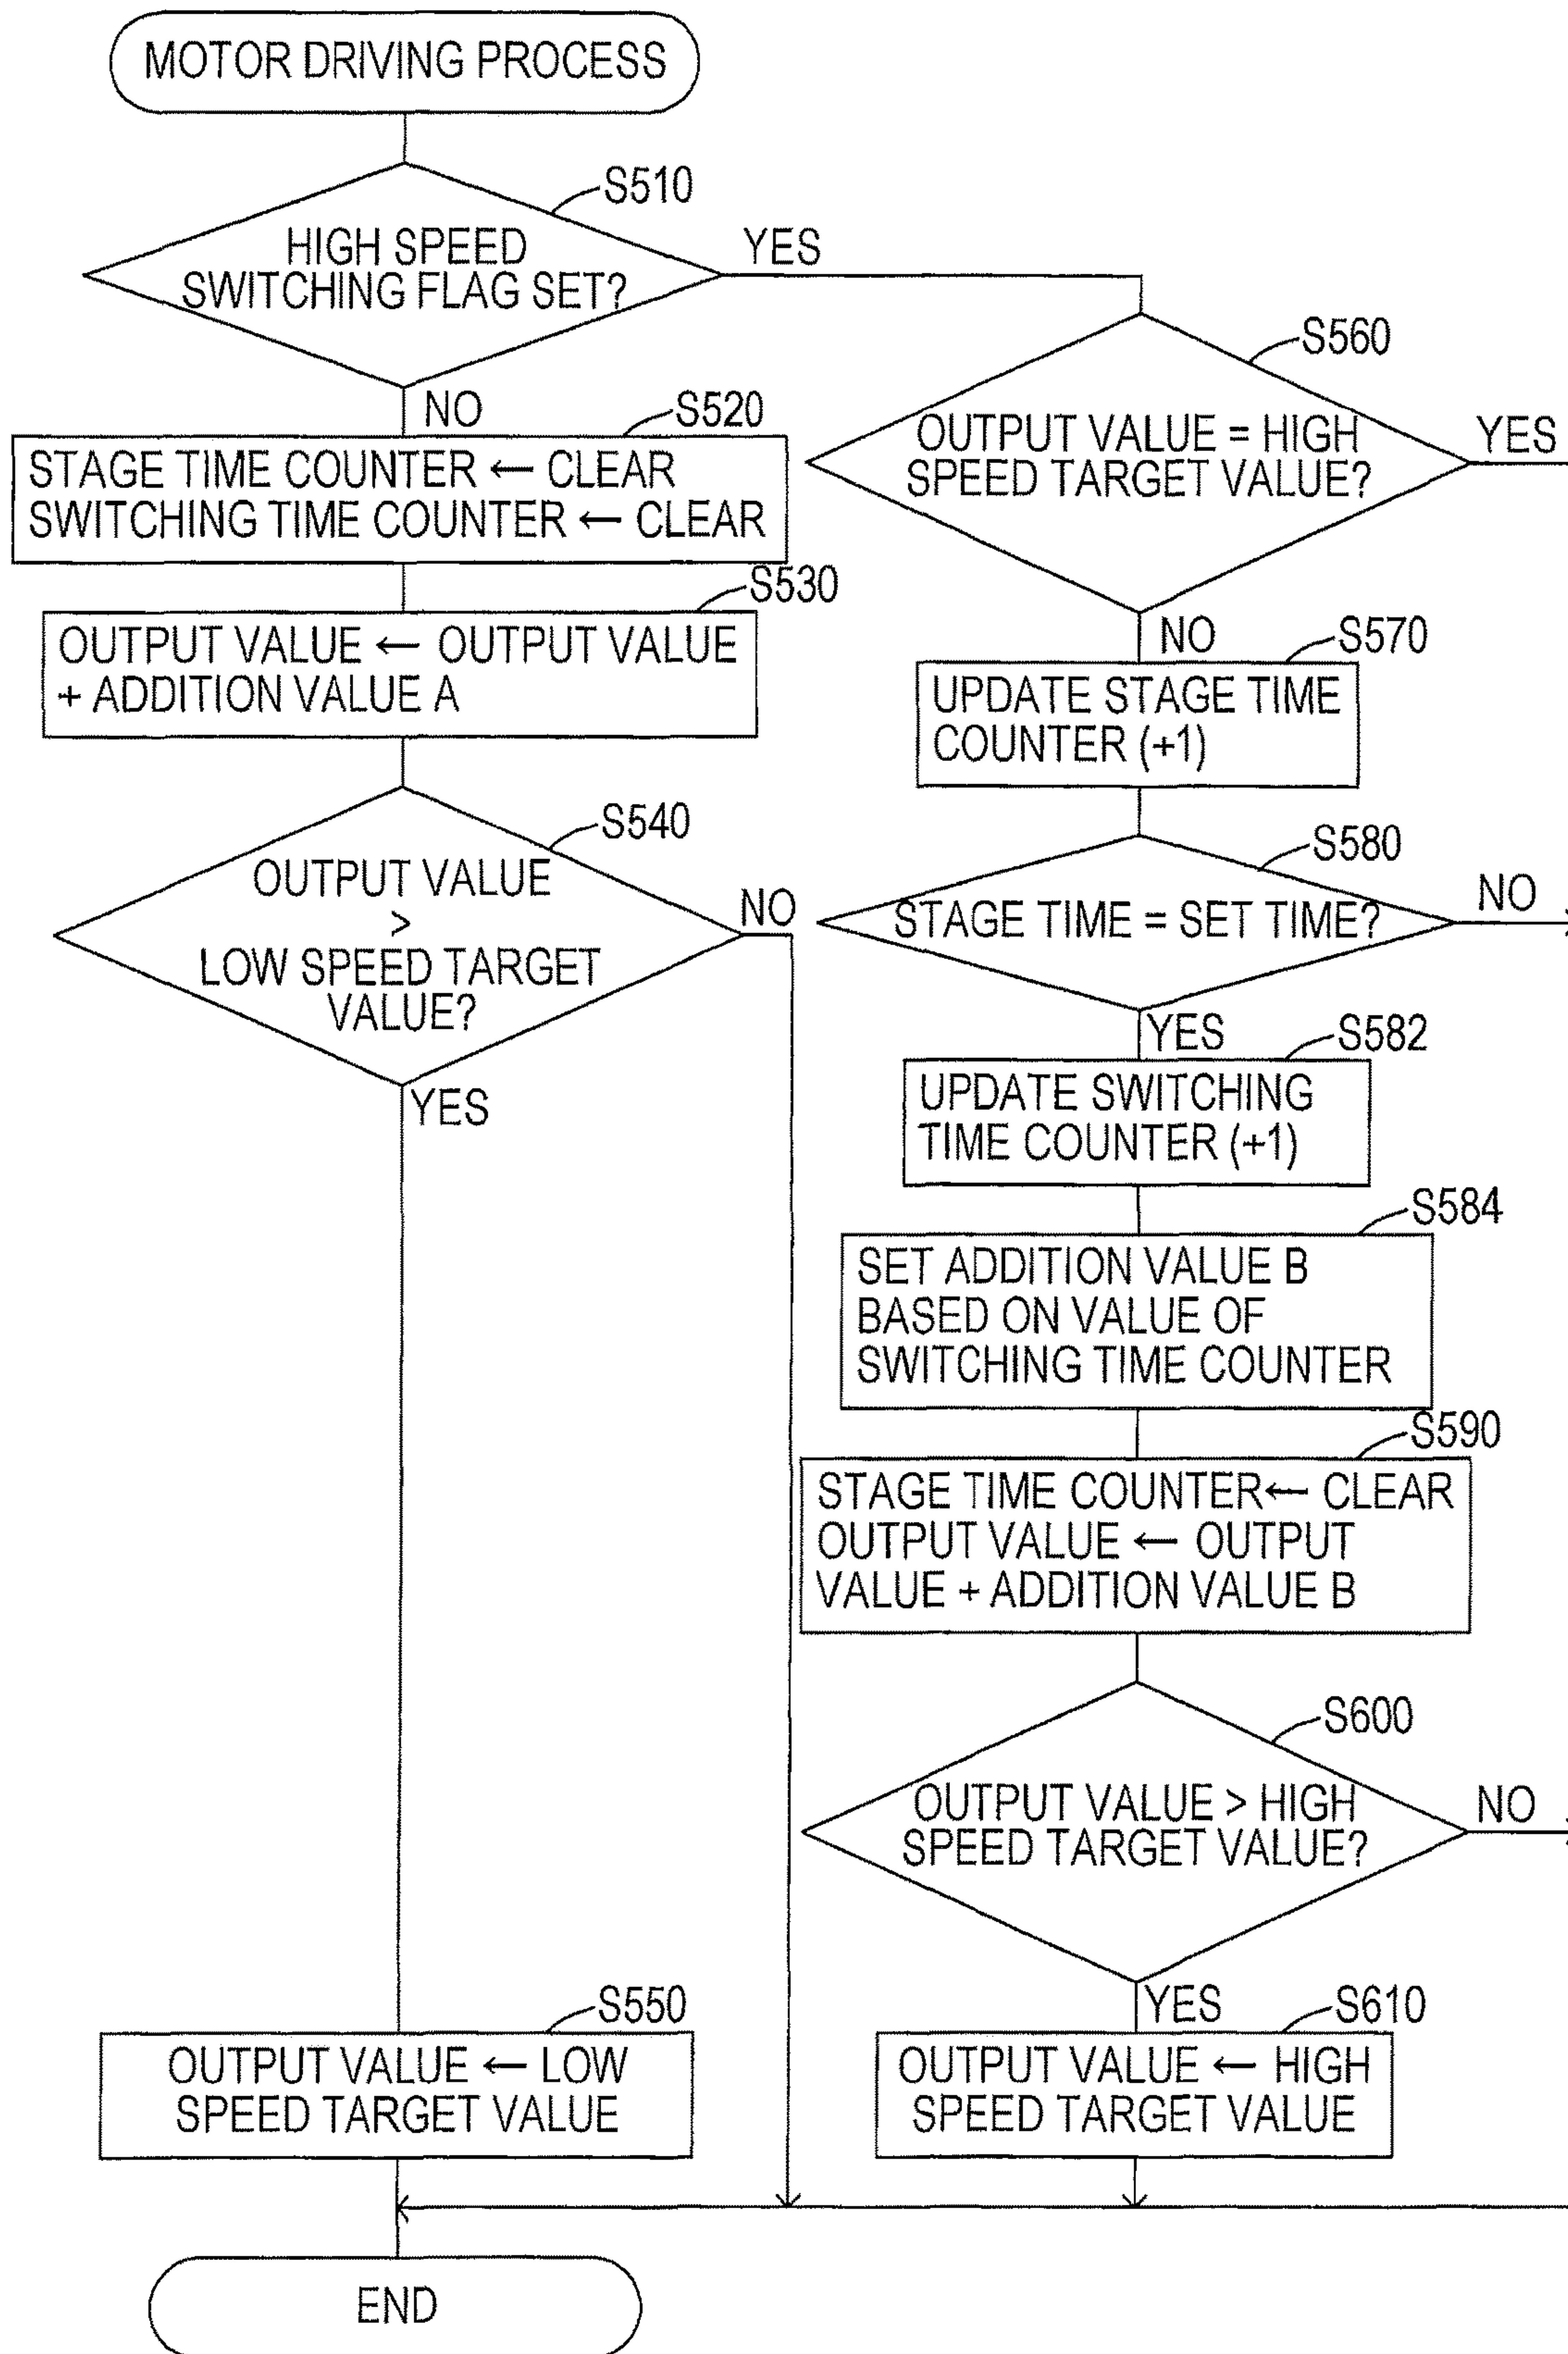 MOTOR DRIVING PROCESS
S510
HIGH SPEED
SWITCHING FLAG SET?
YES
NO
S520
STAGE TIME COUNTER ← CLEAR
SWITCHING TIME COUNTER ← CLEAR
S530
OUTPUT VALUE ← OUTPUT VALUE
+ ADDITION VALUE A
S540
OUTPUT VALUE
>
LOW SPEED TARGET
VALUE?
NO
YES
S550
OUTPUT VALUE ← LOW
SPEED TARGET VALUE
S560
OUTPUT VALUE = HIGH
SPEED TARGET VALUE?
YES
NO
S570
UPDATE STAGE TIME
COUNTER (+1)
S580
STAGE TIME = SET TIME?
NO
YES
S582
UPDATE SWITCHING
TIME COUNTER (+1)
S584
SET ADDITION VALUE B
BASED ON VALUE OF
SWITCHING TIME COUNTER
S590
STAGE TIME COUNTER← CLEAR
OUTPUT VALUE ← OUTPUT
VALUE + ADDITION VALUE B
S600
OUTPUT VALUE > HIGH
SPEED TARGET VALUE?
NO
YES
S610
OUTPUT VALUE ← HIGH
SPEED TARGET VALUE
END